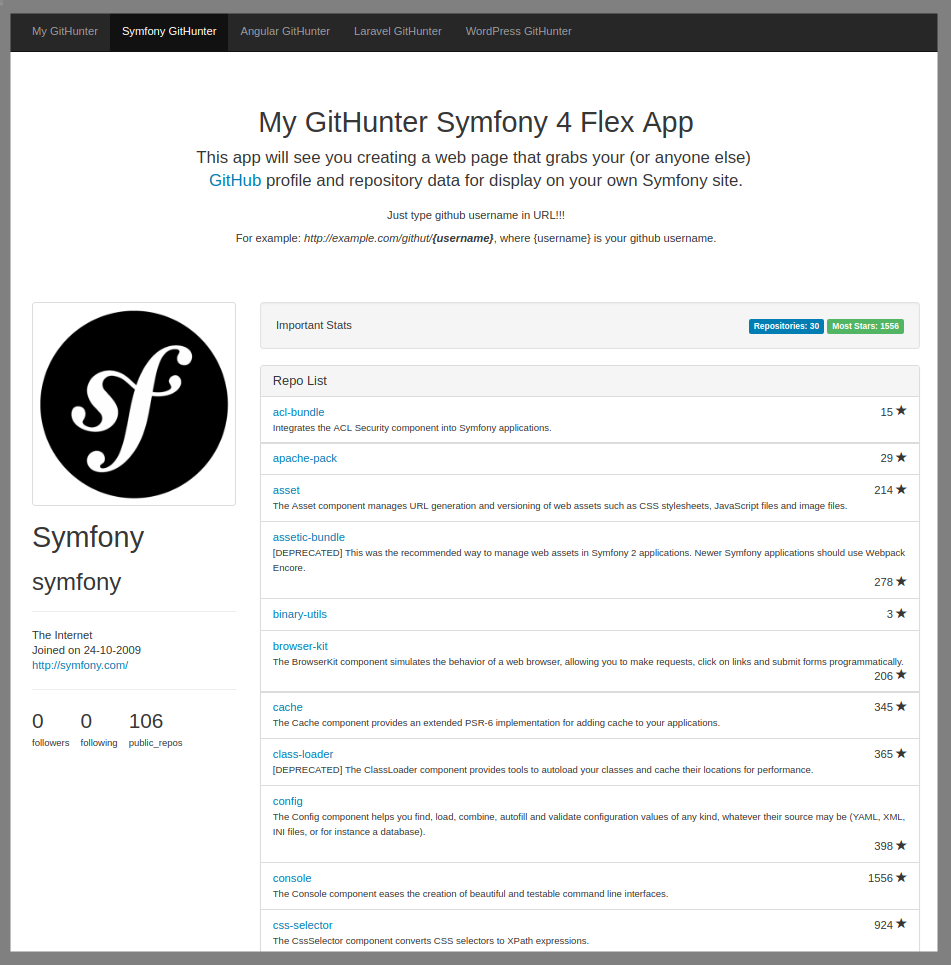 My GitHunter Symfony GitHunter Angular GitHunter Laravel GitHunter WordPress GitHunter
My GitHunter Symfony 4 Flex App
This app will see you creating a web page that grabs your (or anyone else)
GitHub profile and repository data for display on your own Symfony site.
Just type github username in URL!!!
For example: http://example.com/githut/{username}, where {username} is your github username.
sf
Symfony
symfony
The Internet
Joined on 24-10-2009
http://symfony.com/
0 0 106
followers following public_repos
Important Stats Repositories: 30 Most Stars: 1556
Repo List
acl-bundle 15 ★
Integrates the ACL Security component into Symfony applications.
apache-pack 29 ★
asset 214 ★
The Asset component manages URL generation and versioning of web assets such as CSS stylesheets, JavaScript files and image files.
assetic-bundle
[DEPRECATED] This was the recommended way to manage web assets in Symfony 2 applications. Newer Symfony applications should use Webpack
Encore.
278 ★
binary-utils 3 ★
browser-kit
The BrowserKit component simulates the behavior of a web browser, allowing you to make requests, click on links and submit forms programmatically.
206 ★
cache 345 ★
The Cache component provides an extended PSR-6 implementation for adding cache to your applications.
class-loader 365 ★
[DEPRECATED] The ClassLoader component provides tools to autoload your classes and cache their locations for performance.
config
The Config component helps you find, load, combine, autofill and validate configuration values of any kind, whatever their source may be (YAML, XML,
INI files, or for instance a database).
398 ★
console 1556 ★
The Console component eases the creation of beautiful and testable command line interfaces.
css-selector 924 ★
The CssSelector component converts CSS selectors to XPath expressions.